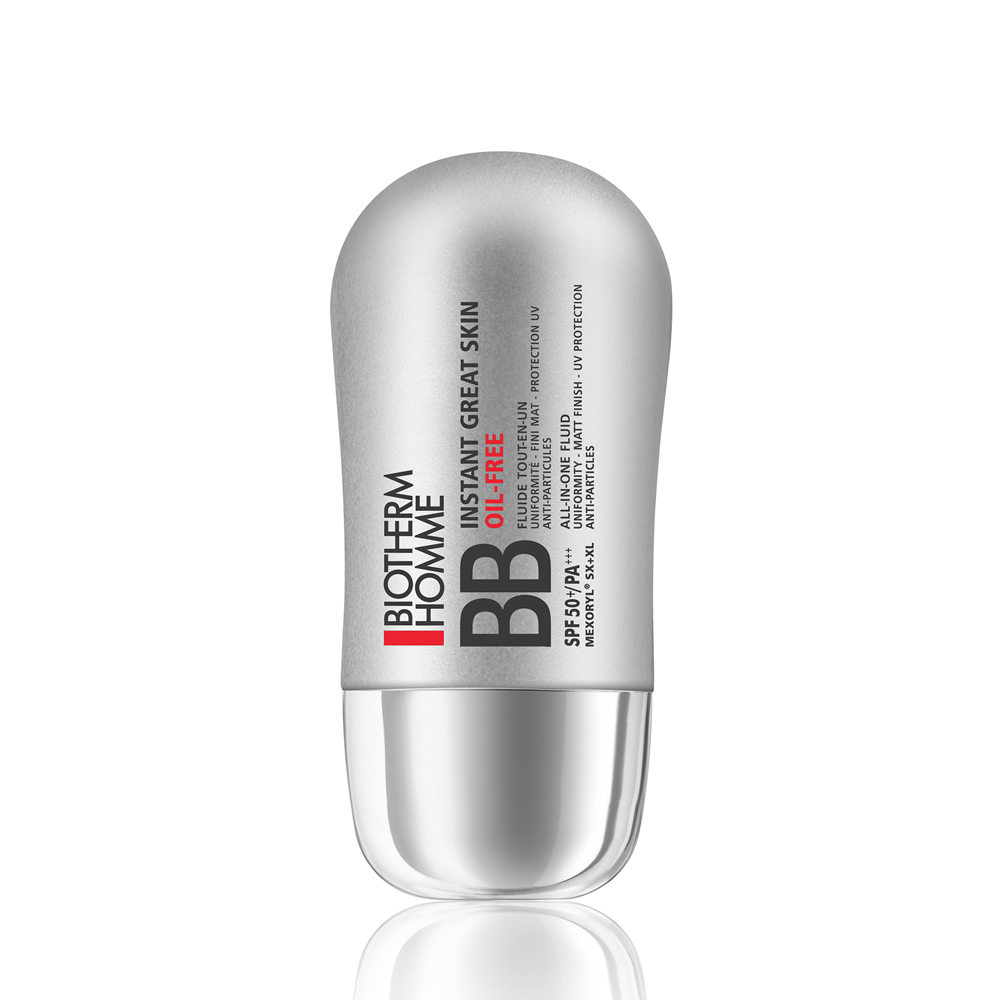 BIOTHERM
HOMME
BB
INSTANT GREAT SKIN
OIL-FREE
FLUIDE TOUT-EN-UN
UNIFORMITÉ - FINI MAT - PROTECTION UV
ANTI-PARTICULES
ALL-IN-ONE FLUID
UNIFORMITY - MATT FINISH - UV PROTECTION
ANTI-PARTICLES
SPF 50+/PA+++
MEXORYL® SX+XL